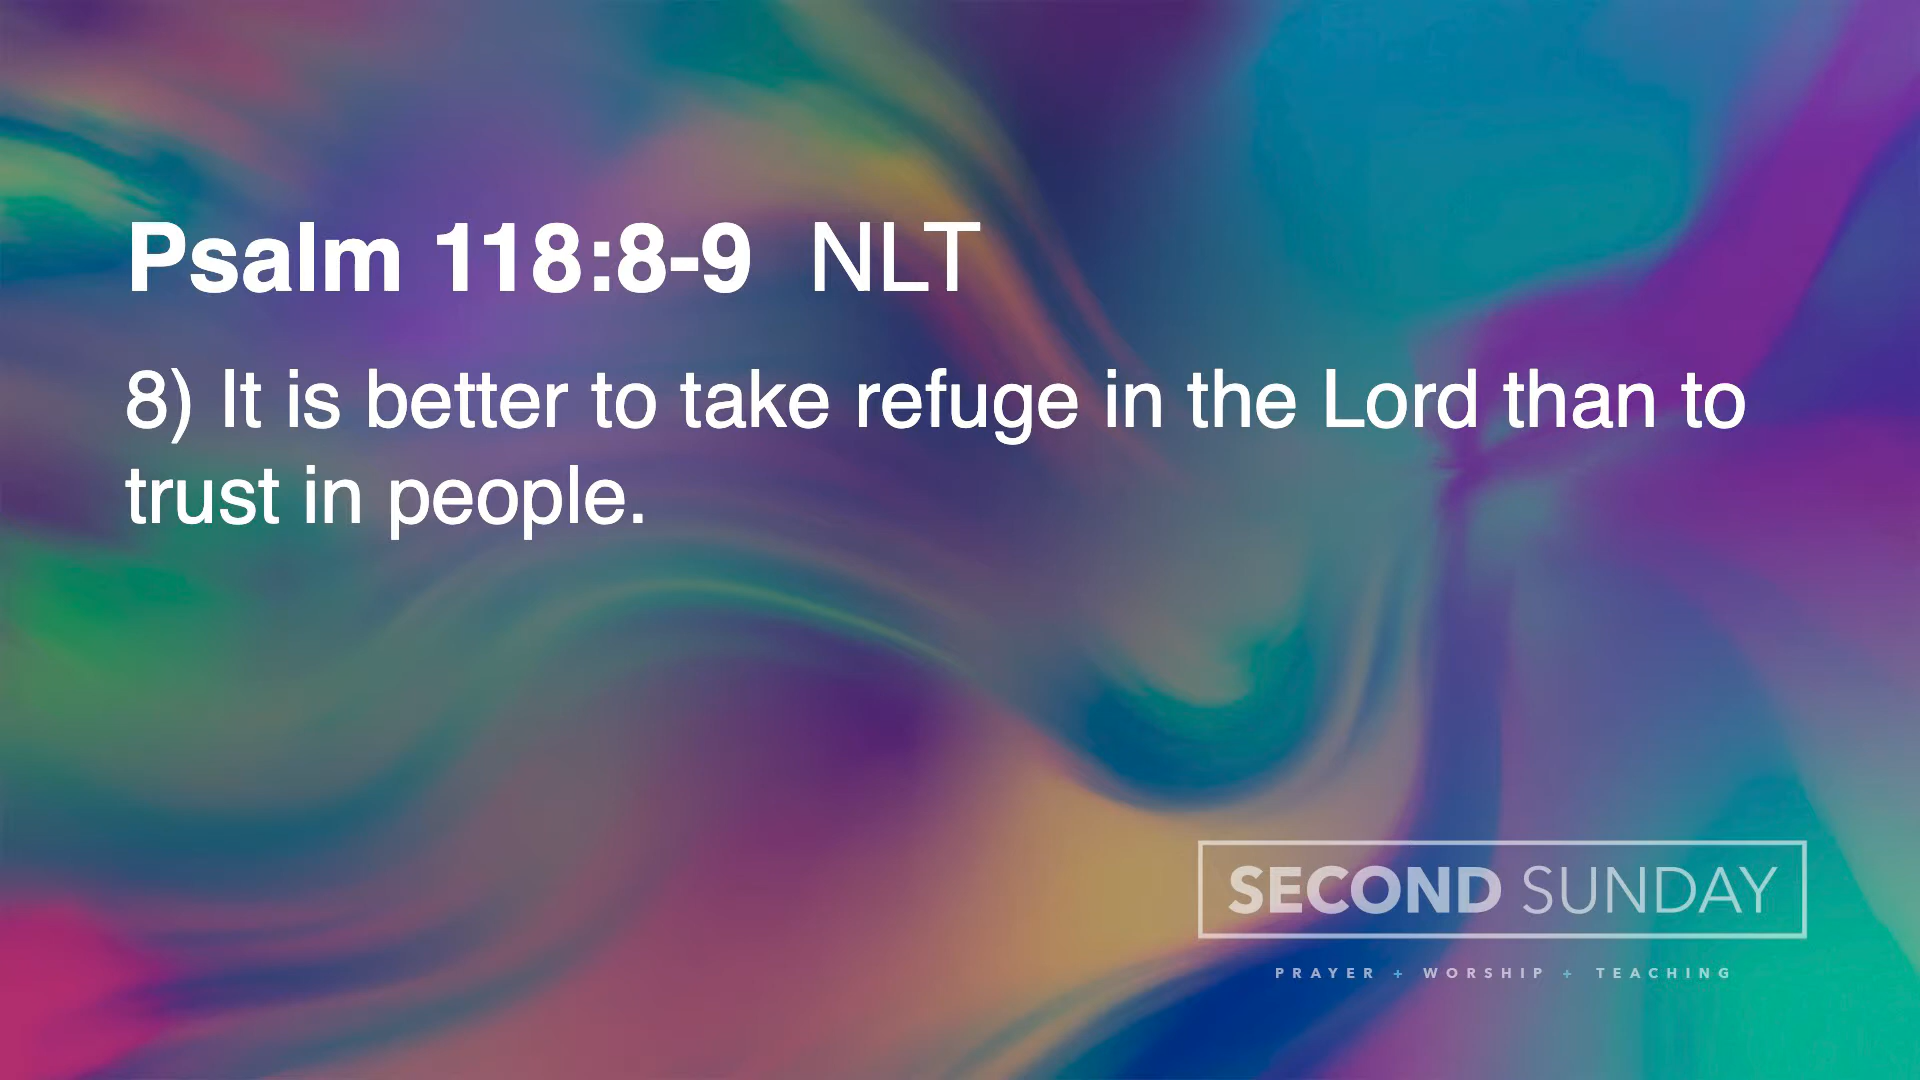 Psalm 118:8-9 NLT
8) It is better to take refuge in the Lord than to
trust in people.
SECOND SUNDAY
PRAYER + WORSHIP + TEACHING